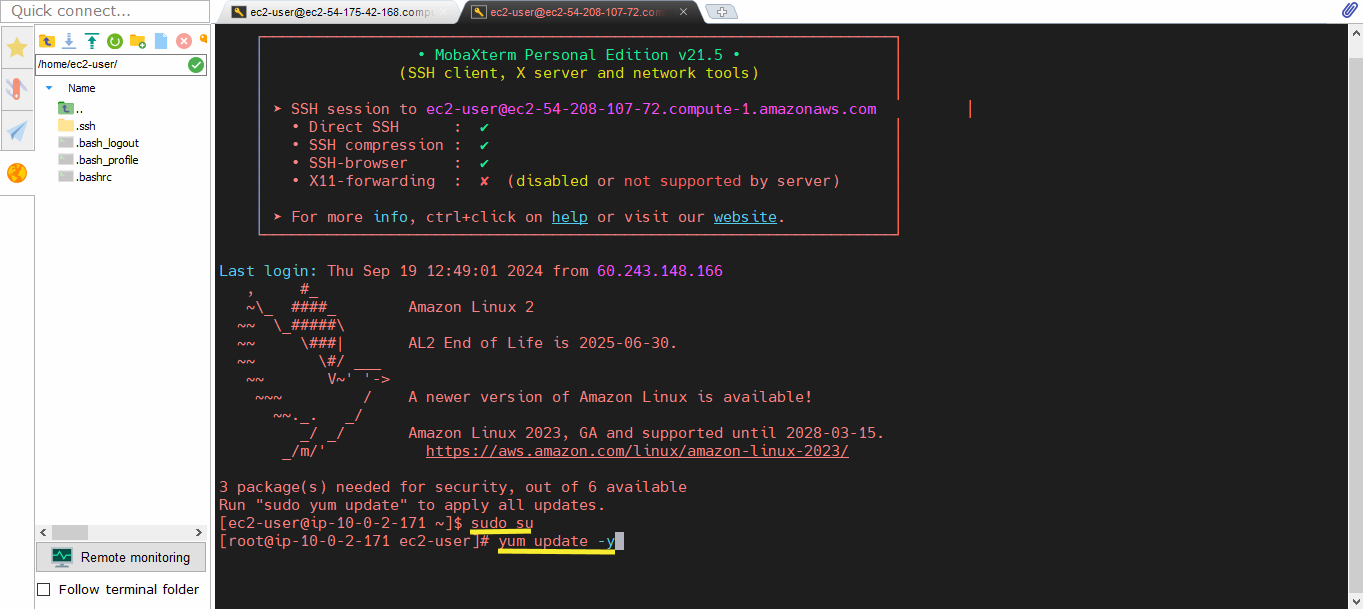 Quick connect...
ec2-user@ec2-54-175-42-168.comp
ec2-user@ec2-54-208-107-72.com
/home/ec2-user/
Name
..
.ssh
.bash_logout
.bash_profile
.bashrc
Remote monitoring
Follow terminal folder
• MobaXterm Personal Edition v21.5 •
(SSH client, X server and network tools)
➤ SSH session to ec2-user@ec2-54-208-107-72.compute-1.amazonaws.com
• Direct SSH : ✔
• SSH compression : ✔
• SSH-browser : ✔
• X11-forwarding : ✘ (disabled or not supported by server)
➤ For more info, ctrl+click on help or visit our website.
Last login: Thu Sep 19 12:49:01 2024 from 60.243.148.166
, #_
~\_ ####_ Amazon Linux 2
~~ \_#####\
~~ \###| AL2 End of Life is 2025-06-30.
~~ \#/ ___
~~ V~' '->
~~~ / A newer version of Amazon Linux is available!
~~._. _/
_/ _/ Amazon Linux 2023, GA and supported until 2028-03-15.
_/m/' https://aws.amazon.com/linux/amazon-linux-2023/
3 package(s) needed for security, out of 6 available
Run "sudo yum update" to apply all updates.
[ec2-user@ip-10-0-2-171 ~]$ sudo su
[root@ip-10-0-2-171 ec2-user]# yum update -y